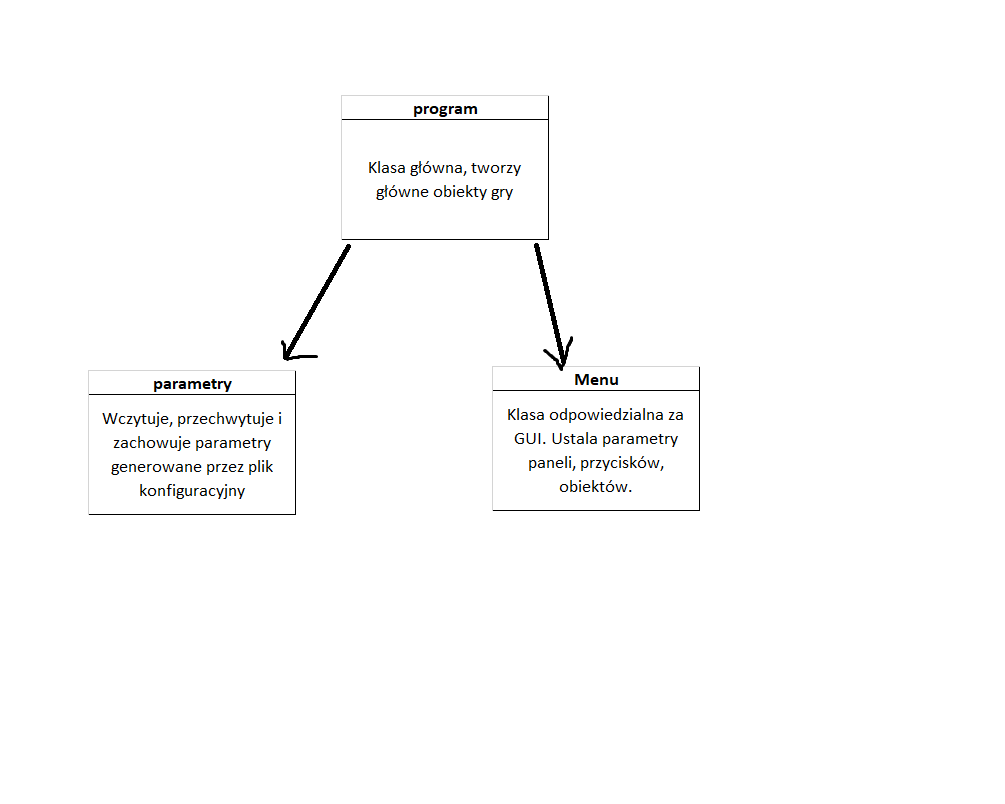 program
Klasa główna, tworzy
główne obiekty gry
parametry
Wczytuje, przechwytuje i
zachowuje parametry
generowane przez plik
konfiguracyjny
Menu
Klasa odpowiedzialna za
GUI. Ustala parametry
paneli, przycisków,
obiektów.